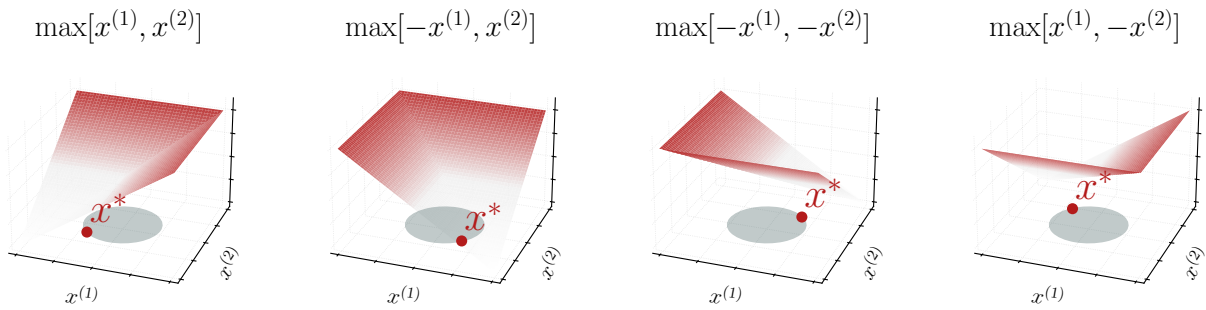 max[x^{(1)}, x^{(2)}]
max[−x^{(1)}, x^{(2)}]
max[−x^{(1)}, −x^{(2)}]
max[x^{(1)}, −x^{(2)}]
x*
x^{(1)}
x^{(2)}
x*
x^{(1)}
x^{(2)}
x*
x^{(1)}
x^{(2)}
x*
x^{(1)}
x^{(2)}